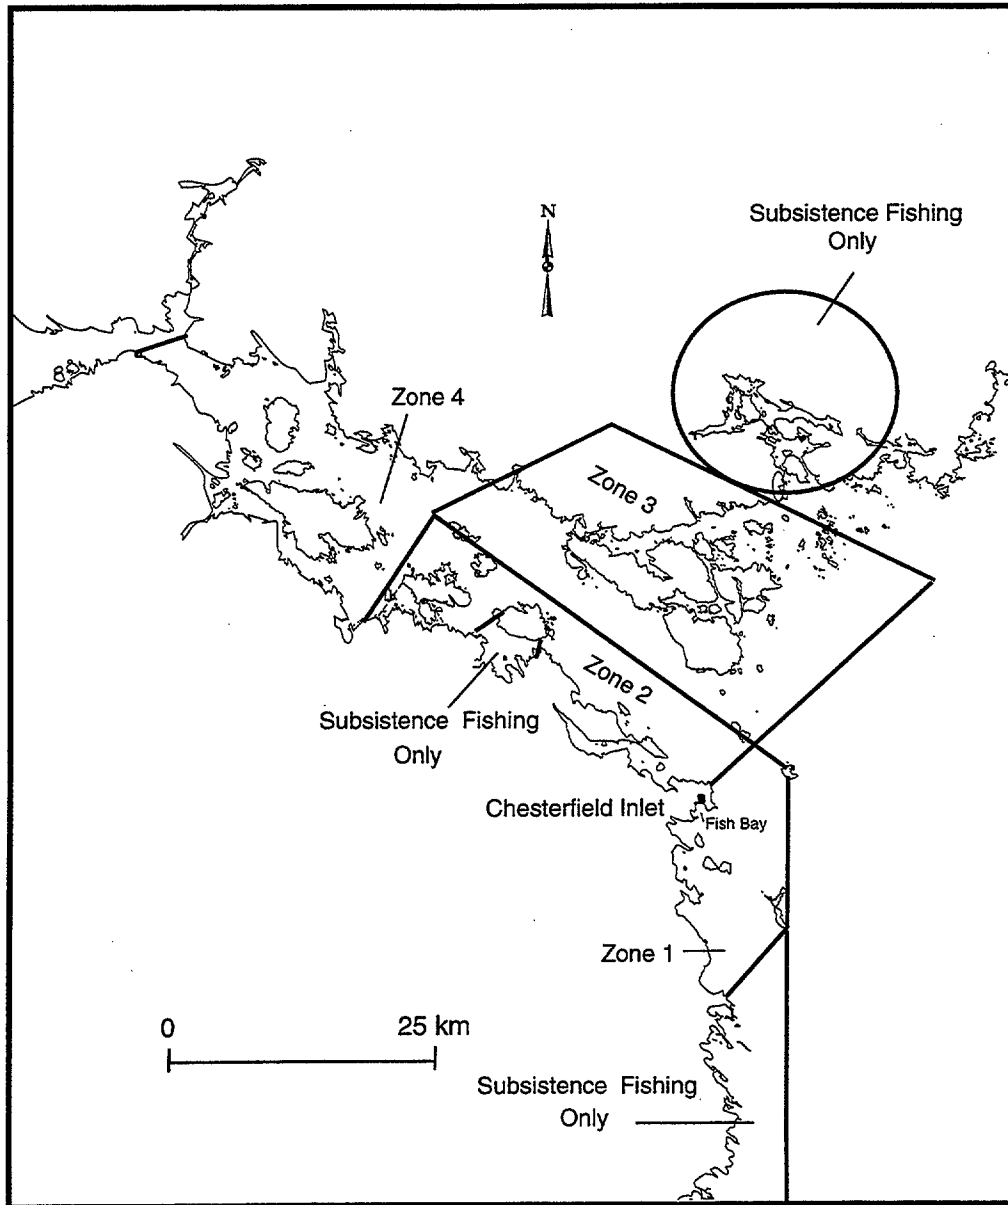 Subsistence Fishing
Only
N
Zone 4
Zone 3
Zone 2
Subsistence Fishing
Only
Chesterfield Inlet
Fish Bay
Zone 1
0 25 km
Subsistence Fishing
Only